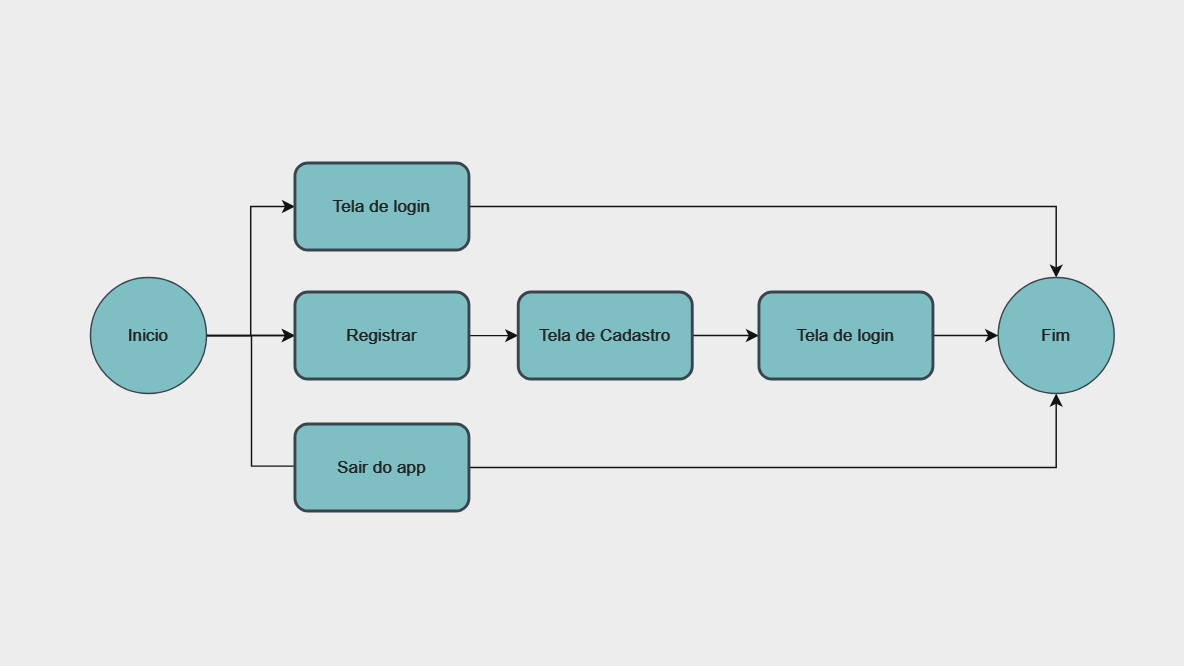 Tela de login
Inicio
Registrar
Tela de Cadastro
Tela de login
Fim
Sair do app